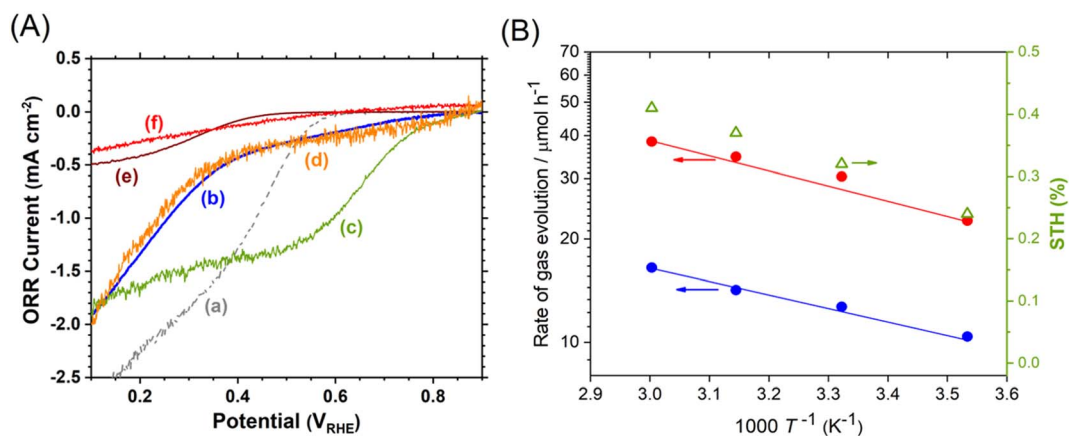 (A)
0.5
0.0
-0.5
-1.0
-1.5
-2.0
-2.5
ORR Current (mA cm-2)
(f)
(e)
(b)
(d)
(c)
(a)
0.2 0.4 0.6 0.8
Potential (VRHE)
(B)
70
60
50
40
30
20
10
Rate of gas evolution / μmol h-1
0.5
0.4
0.3
0.2
0.1
0.0
STH (%)
2.9 3.0 3.1 3.2 3.3 3.4 3.5 3.6
1000 T -1 (K-1)